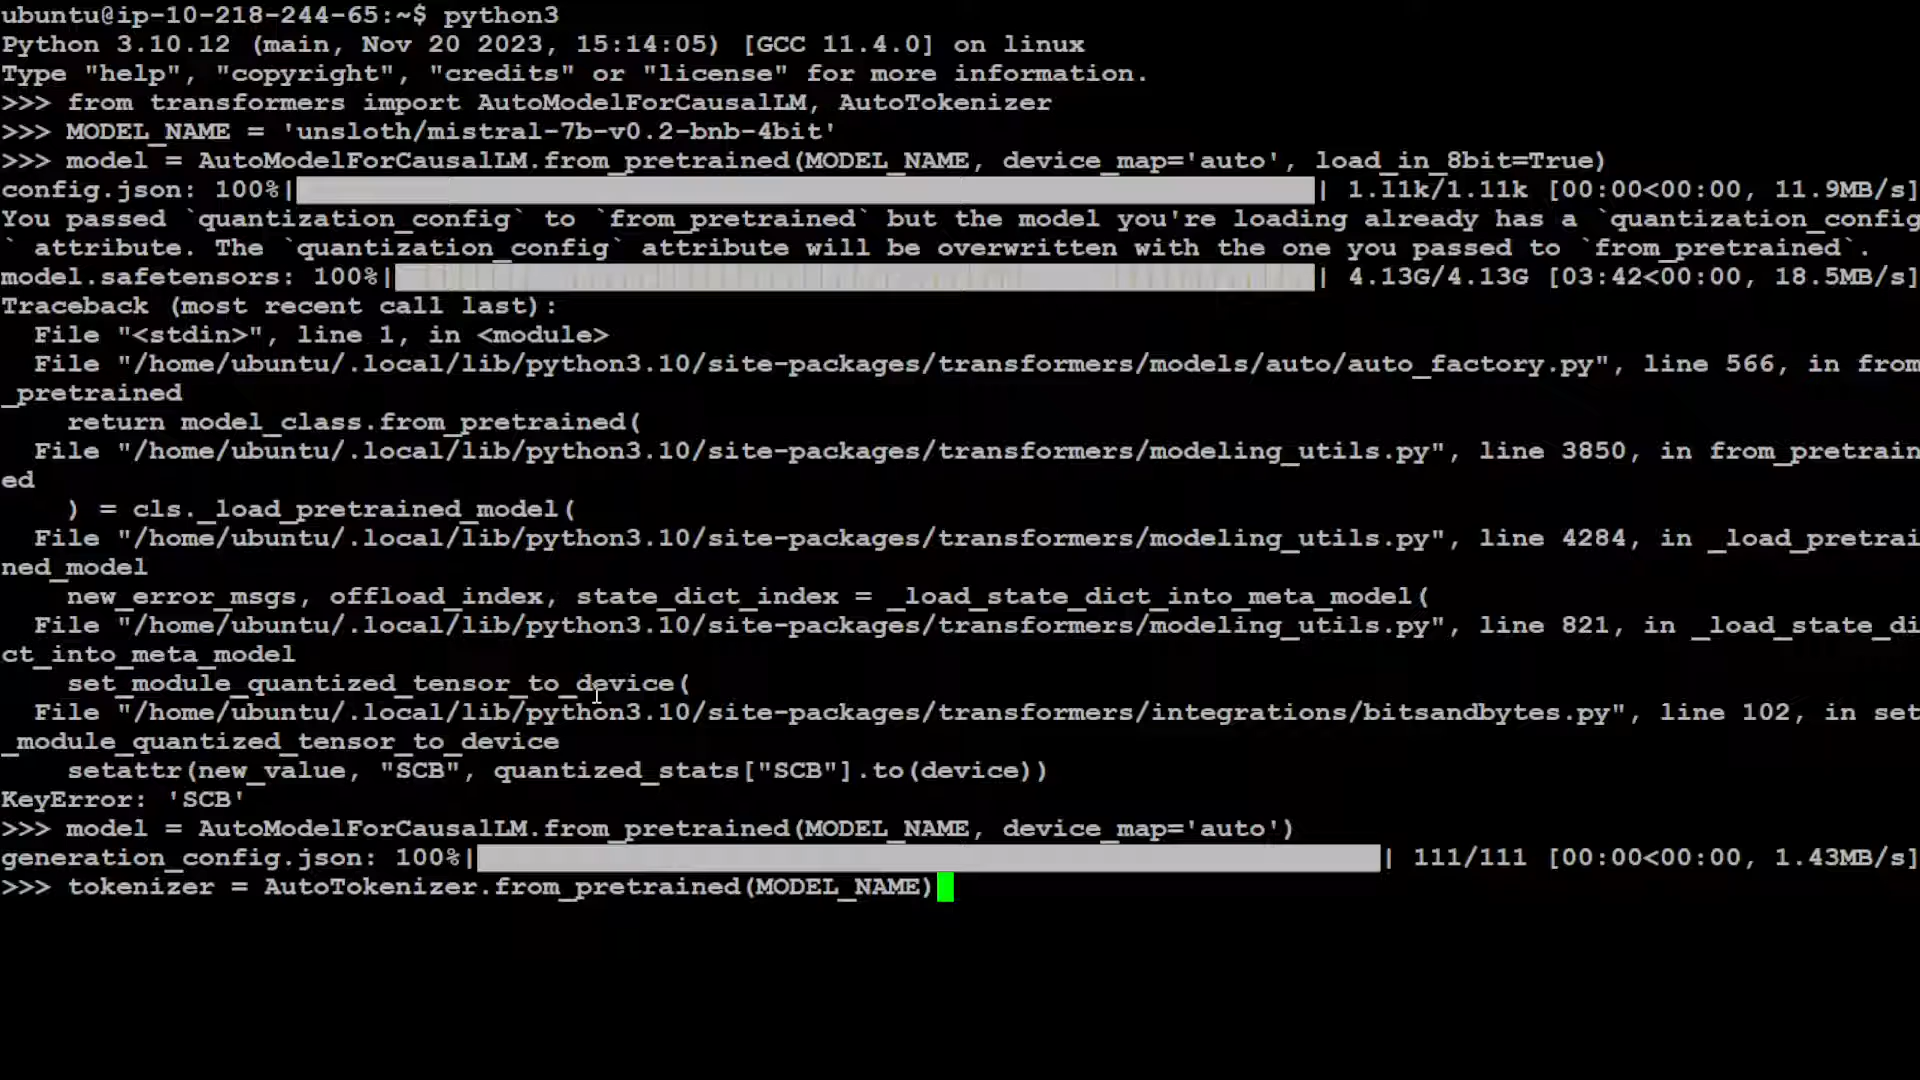 ubuntu@ip-10-218-244-65:~$ python3
Python 3.10.12 (main, Nov 20 2023, 15:14:05) [GCC 11.4.0] on linux
Type "help", "copyright", "credits" or "license" for more information.
>>> from transformers import AutoModelForCausalLM, AutoTokenizer
>>> MODEL_NAME = 'unsloth/mistral-7b-v0.2-bnb-4bit'
>>> model = AutoModelForCausalLM.from_pretrained(MODEL_NAME, device_map='auto', load_in_8bit=True)
config.json: 100%| | 1.11k/1.11k [00:00<00:00, 11.9MB/s]
You passed `quantization_config` to `from_pretrained` but the model you're loading already has a `quantization_config
` attribute. The `quantization_config` attribute will be overwritten with the one you passed to `from_pretrained`.
model.safetensors: 100%| | 4.13G/4.13G [03:42<00:00, 18.5MB/s]
Traceback (most recent call last):
  File "<stdin>", line 1, in <module>
  File "/home/ubuntu/.local/lib/python3.10/site-packages/transformers/models/auto/auto_factory.py", line 566, in from
_pretrained
    return model_class.from_pretrained(
  File "/home/ubuntu/.local/lib/python3.10/site-packages/transformers/modeling_utils.py", line 3850, in from_pretrain
ed
    ) = cls._load_pretrained_model(
  File "/home/ubuntu/.local/lib/python3.10/site-packages/transformers/modeling_utils.py", line 4284, in _load_pretrai
ned_model
    new_error_msgs, offload_index, state_dict_index = _load_state_dict_into_meta_model(
  File "/home/ubuntu/.local/lib/python3.10/site-packages/transformers/modeling_utils.py", line 821, in _load_state_di
ct_into_meta_model
    set_module_quantized_tensor_to_device(
  File "/home/ubuntu/.local/lib/python3.10/site-packages/transformers/integrations/bitsandbytes.py", line 102, in set
_module_quantized_tensor_to_device
    setattr(new_value, "SCB", quantized_stats["SCB"].to(device))
KeyError: 'SCB'
>>> model = AutoModelForCausalLM.from_pretrained(MODEL_NAME, device_map='auto')
generation_config.json: 100%| | 111/111 [00:00<00:00, 1.43MB/s]
>>> tokenizer = AutoTokenizer.from_pretrained(MODEL_NAME)